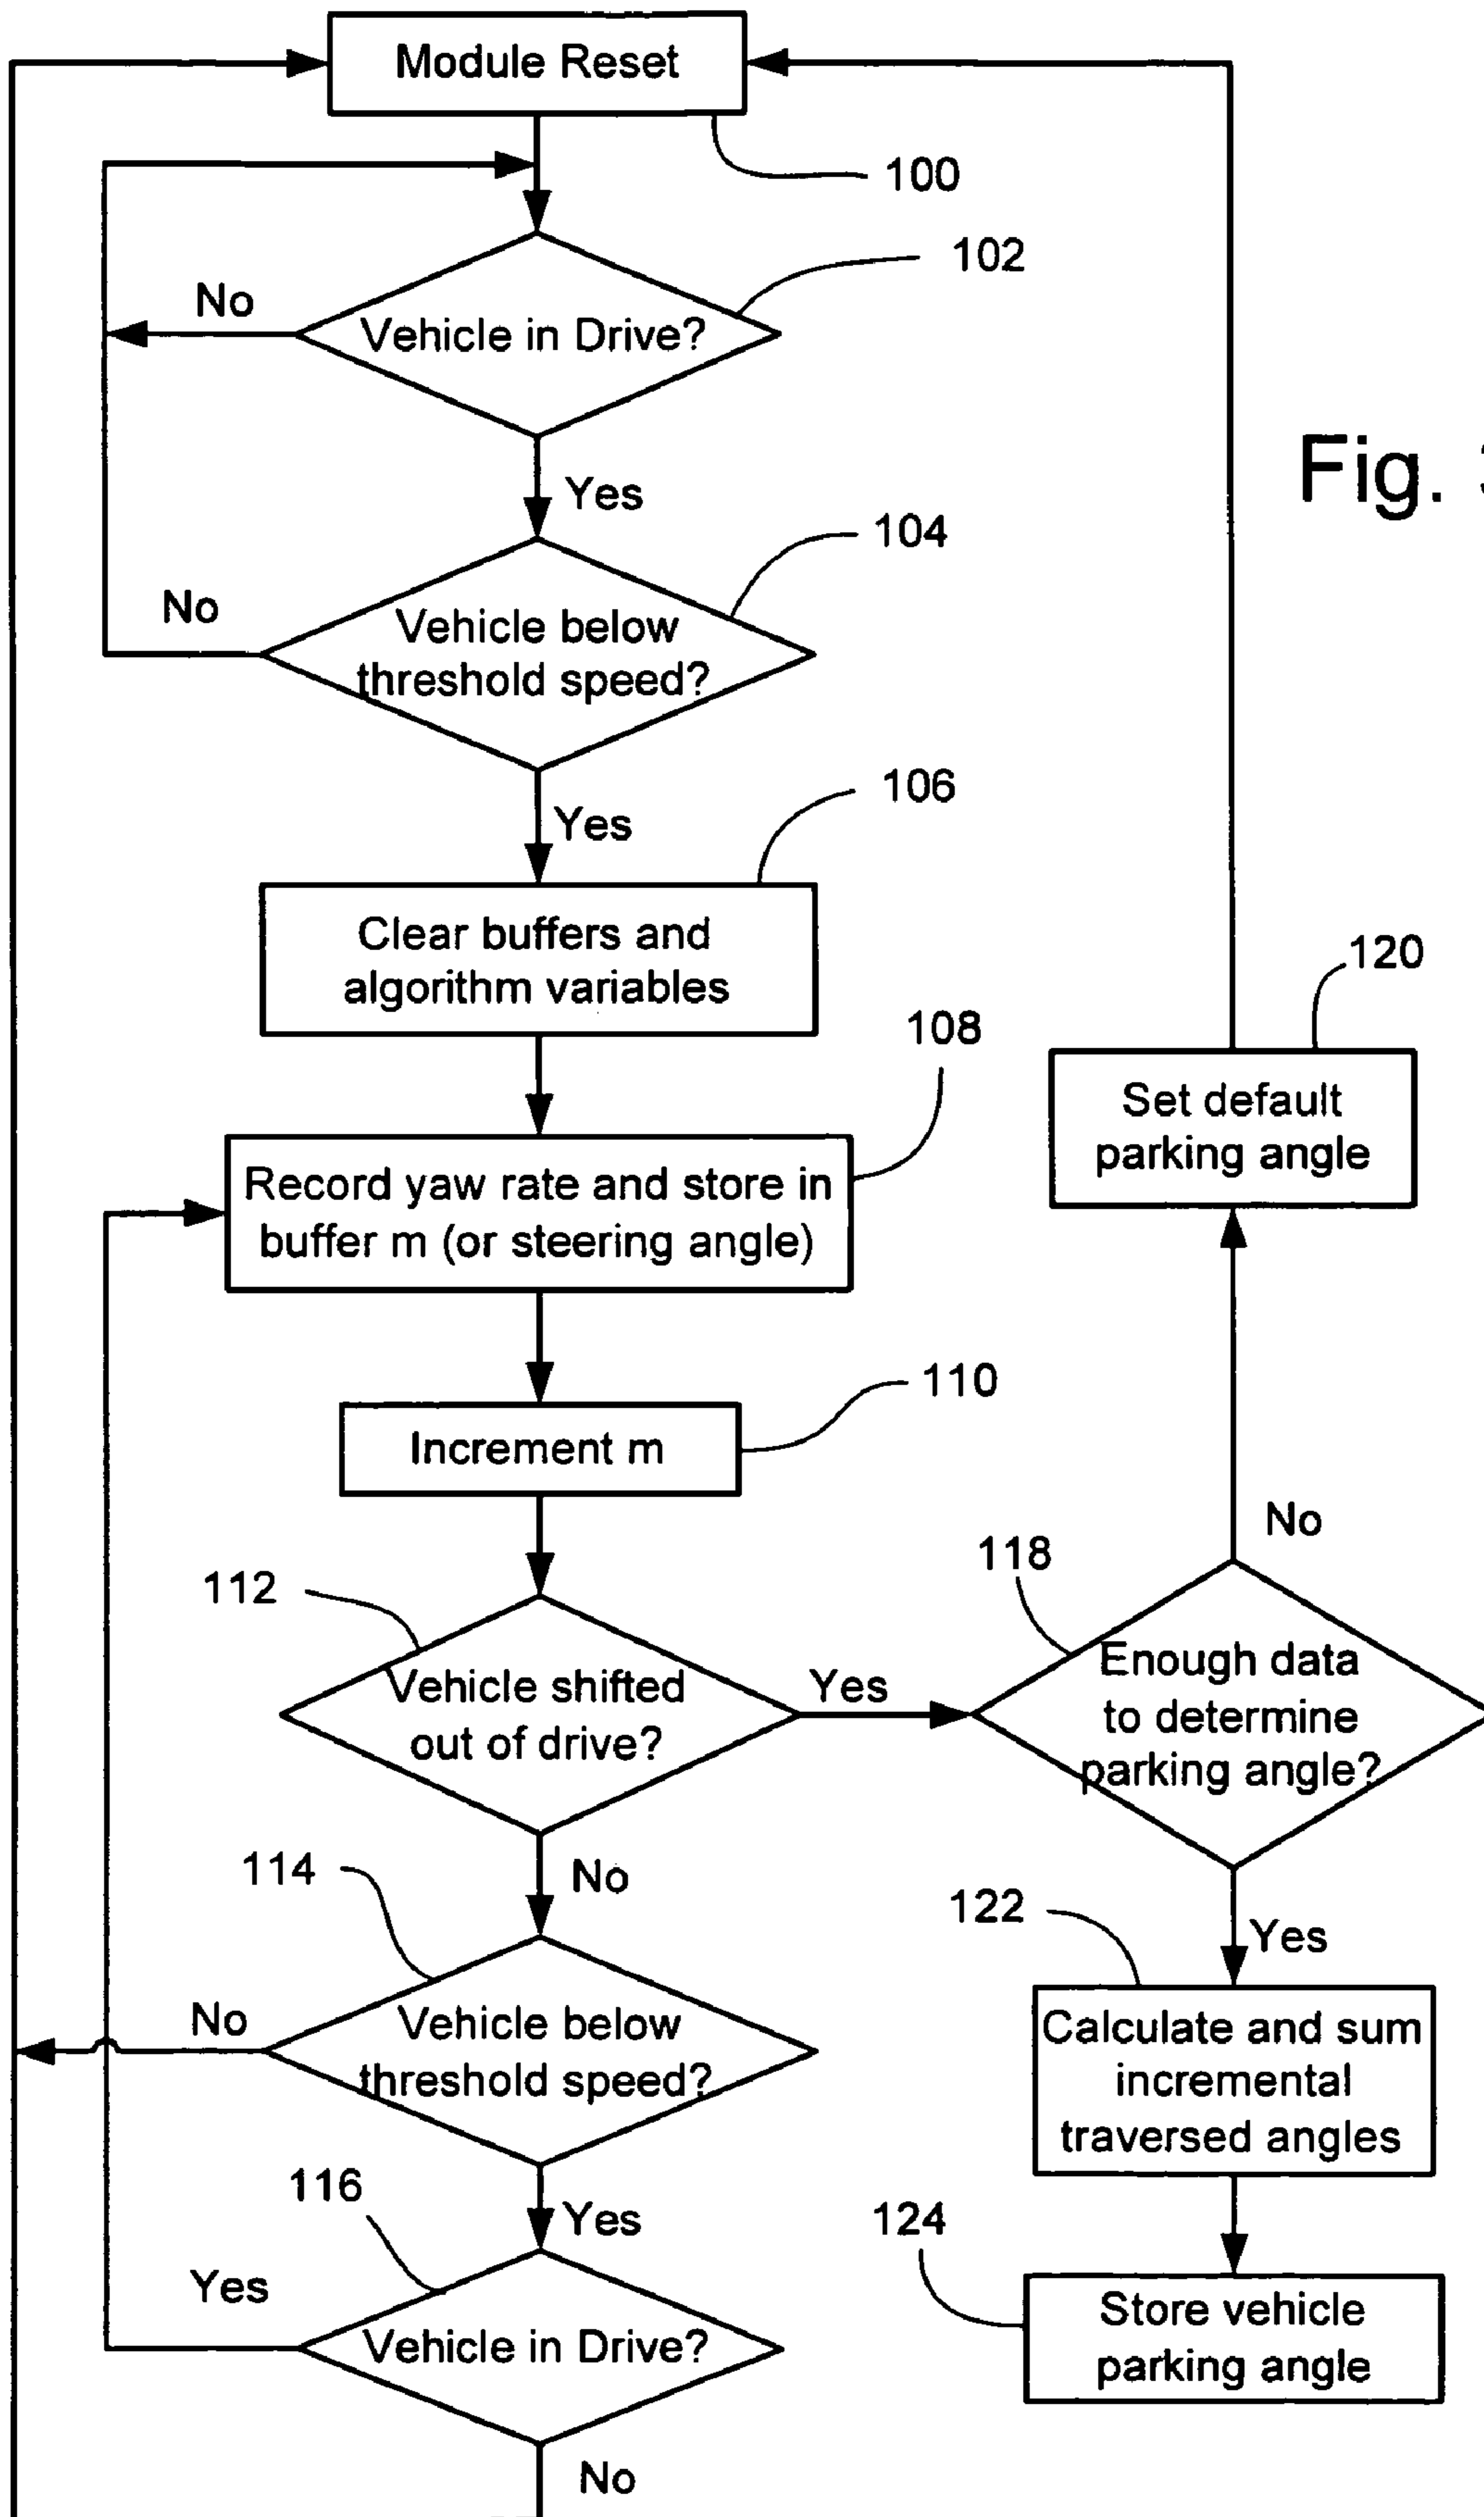 Module Reset
100
102
No
Vehicle in Drive?
Yes
Fig. 3
104
No
Vehicle below
threshold speed?
Yes
106
Clear buffers and
algorithm variables
120
108
Set default
parking angle
Record yaw rate and store in
buffer m (or steering angle)
110
Increment m
No
118
112
Enough data
to determine
parking angle?
Vehicle shifted
out of drive?
Yes
No
114
122
Yes
No
Vehicle below
threshold speed?
Calculate and sum
incremental
traversed angles
116
Yes
124
Yes
Vehicle in Drive?
Store vehicle
parking angle
No